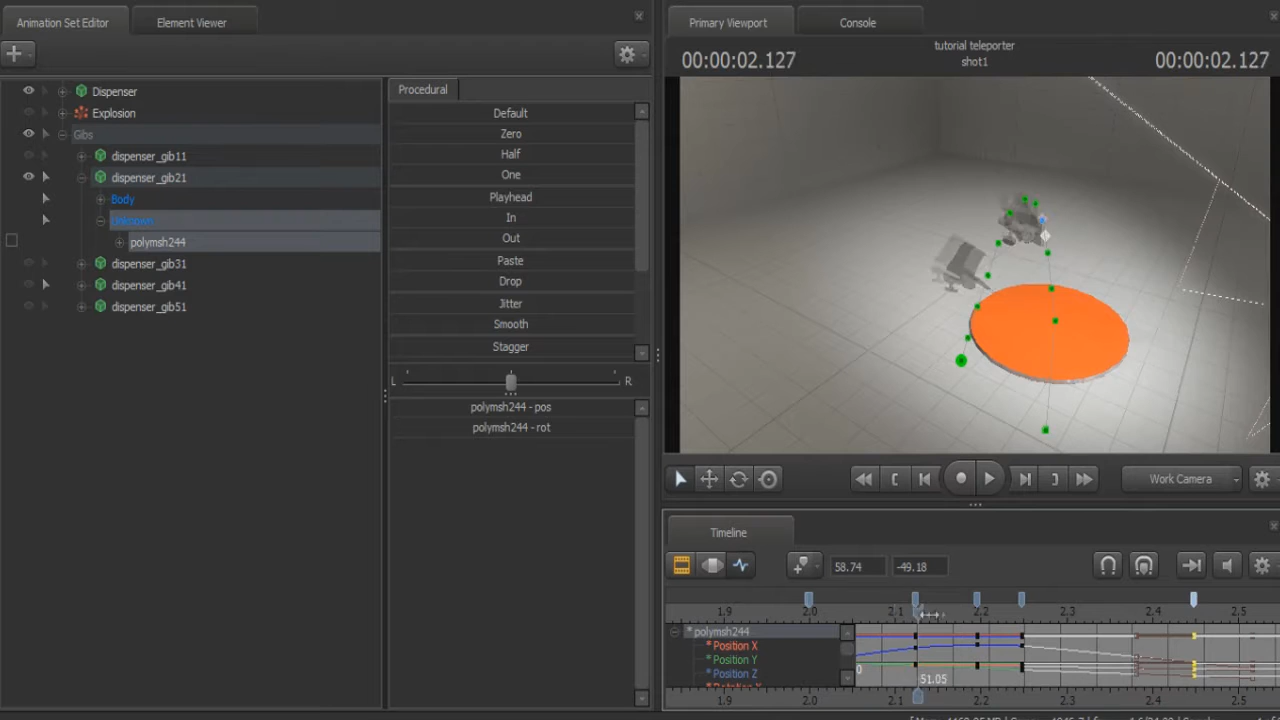 Animation Set Editor
Element Viewer
Dispenser
Explosion
Gibs
dispenser_gib11
dispenser_gib21
Body
Unknown
polymsh244
dispenser_gib31
dispenser_gib41
dispenser_gib51
Procedural
Default
Zero
Half
One
Playhead
In
Out
Paste
Drop
Jitter
Smooth
Stagger
L
R
polymsh244 - pos
polymsh244 - rot
Primary Viewport
Console
00:00:02.127
tutorial teleporter
shot1
00:00:02.127
Work Camera
Timeline
58.74
-49.18
1.9 2.0 2.1 2.2 2.3 2.4 2.5
*polymsh244
*Position X
*Position Y
*Position Z
0
51.05
1.9 2.0 2.1 2.2 2.3 2.4 2.5